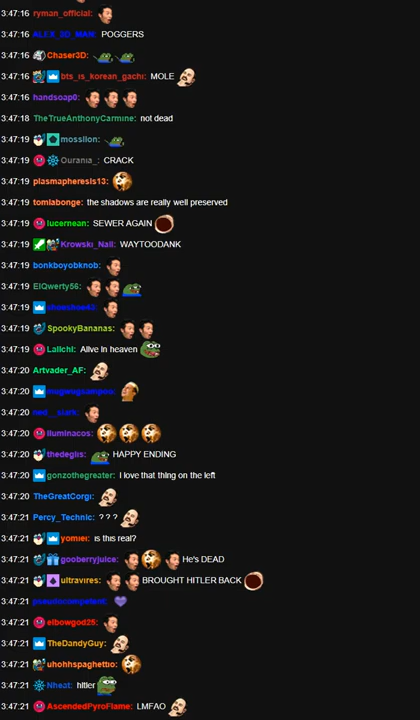 3:47:16 ryman_official:
3:47:16 ALEX_3D_MAN: POGGERS
3:47:16 Chaser3D:
3:47:16 bts_is_korean_gachi: MOLE
3:47:16 handsoap0:
3:47:18 TheTrueAnthonyCarmine: not dead
3:47:19 mosslion:
3:47:19 Ourania_: CRACK
3:47:19 plasmapheresis13:
3:47:19 tomlabonge: the shadows are really well preserved
3:47:19 lucernean: SEWER AGAIN
3:47:19 Krowski_Nall: WAYTOODANK
3:47:19 bonkboyobknob:
3:47:19 ElQwerty56:
3:47:19
3:47:19 SpookyBananas:
3:47:19 Lalichi: Alive in heaven
3:47:20 Artvader_AF:
3:47:20
3:47:20 ned__stark:
3:47:20 iluminacos:
3:47:20 thedeglis: HAPPY ENDING
3:47:20 gonzothegreater: I love that thing on the left
3:47:20 TheGreatCorgi:
3:47:21 Percy_Technic: ? ? ?
3:47:21 yomiei: is this real?
3:47:21 gooberryjuice: He's DEAD
3:47:21 ultravires: BROUGHT HITLER BACK
3:47:21 pseudocompetent:
3:47:21 elbowgod25:
3:47:21 TheDandyGuy:
3:47:21 uhohhspaghettio:
3:47:21 Nheat: hitler
3:47:21 AscendedPyroFlame: LMFAO